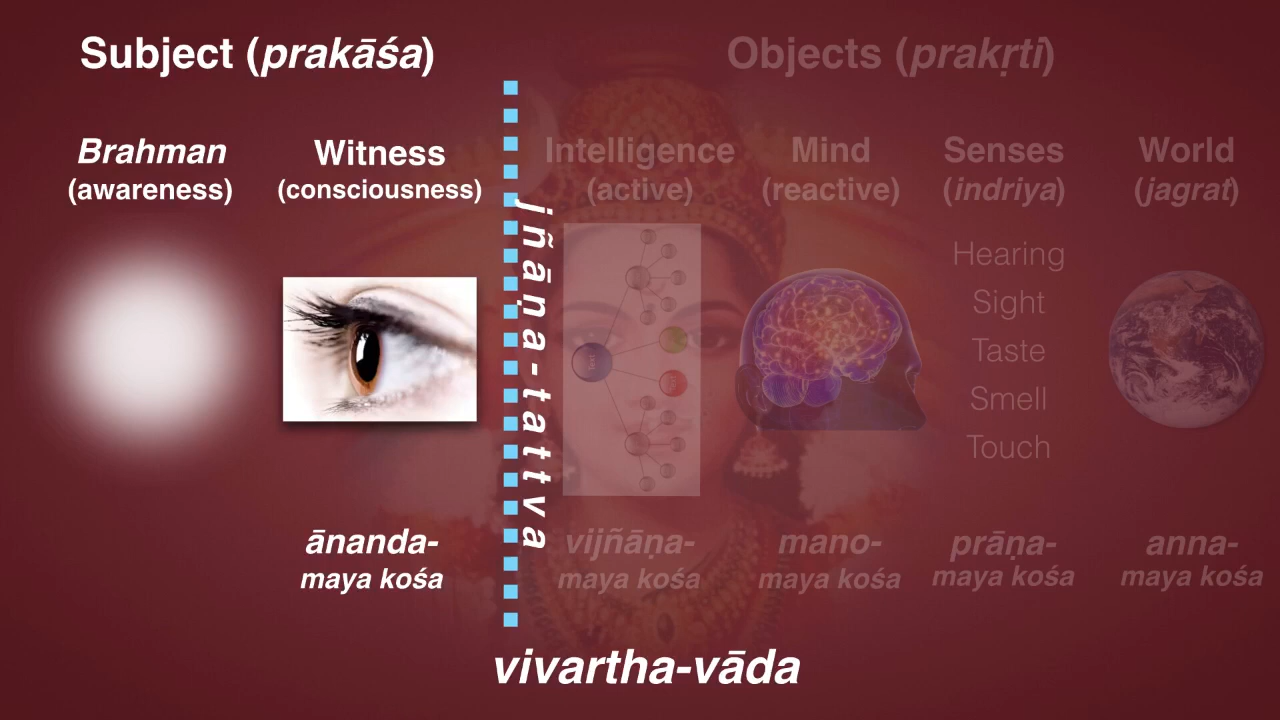 Subject (prakāśa)
Objects (prakṛti)
Brahman
(awareness)
Witness
(consciousness)
Intelligence
(active)
Mind
(reactive)
Senses
(indriya)
World
(jagrat)
jñāṇa-tattva
Hearing
Sight
Taste
Smell
Touch
ānanda-
maya kośa
vijñāṇa-
maya kośa
mano-
maya kośa
prāṇa-
maya kośa
anna-
maya kośa
vivartha-vāda